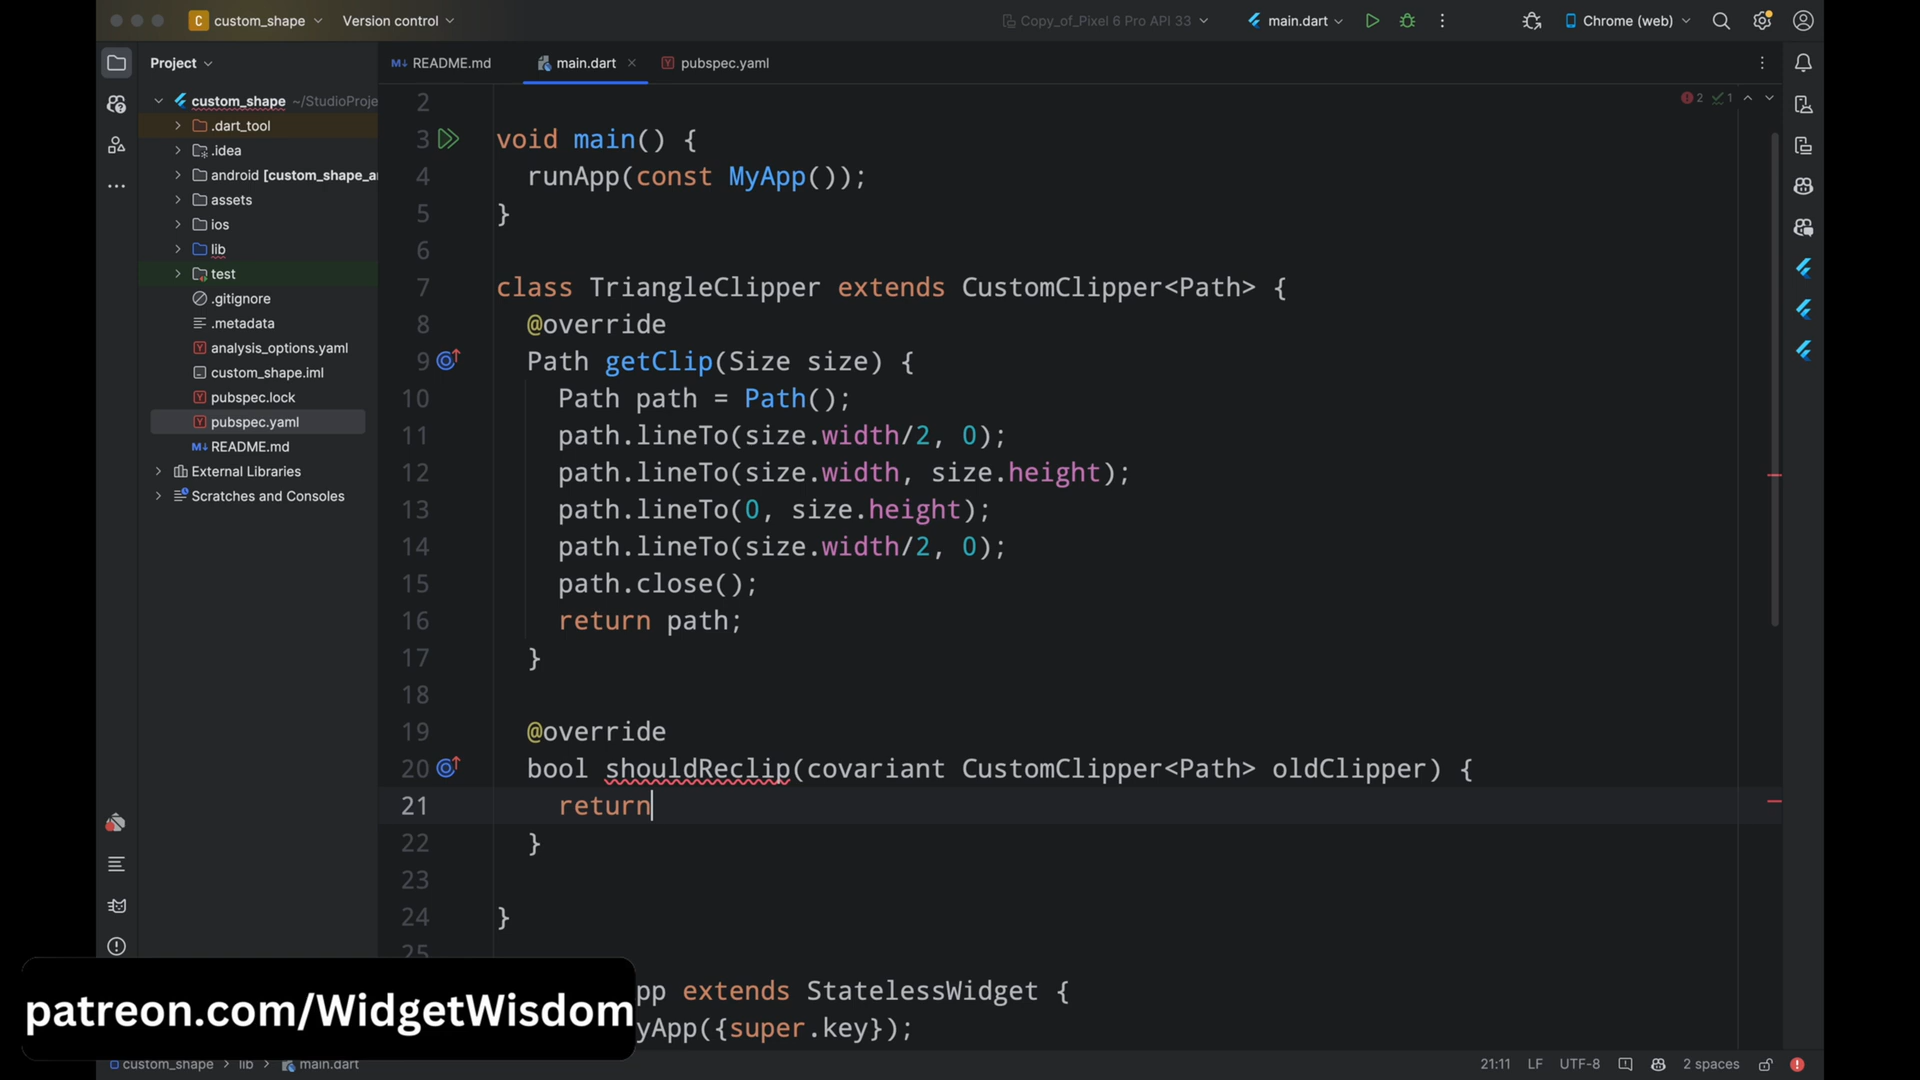 C custom_shape Version control Copy_of_Pixel 6 Pro API 33 main.dart Chrome (web)
Project
README.md main.dart pubspec.yaml
custom_shape ~/StudioProje
.dart_tool
.idea
android [custom_shape_a
assets
ios
lib
test
.gitignore
.metadata
analysis_options.yaml
custom_shape.iml
pubspec.lock
pubspec.yaml
README.md
External Libraries
Scratches and Consoles
2 1
2
3 void main() {
4 runApp(const MyApp());
5 }
6
7 class TriangleClipper extends CustomClipper<Path> {
8 @override
9 Path getClip(Size size) {
10 Path path = Path();
11 path.lineTo(size.width/2, 0);
12 path.lineTo(size.width, size.height);
13 path.lineTo(0, size.height);
14 path.lineTo(size.width/2, 0);
15 path.close();
16 return path;
17 }
18
19 @override
20 bool shouldReclip(covariant CustomClipper<Path> oldClipper) {
21 return
22 }
23
24 }
25
pp extends StatelessWidget {
yApp({super.key});
patreon.com/WidgetWisdom
custom_shape > lib > main.dart 21:11 LF UTF-8 2 spaces